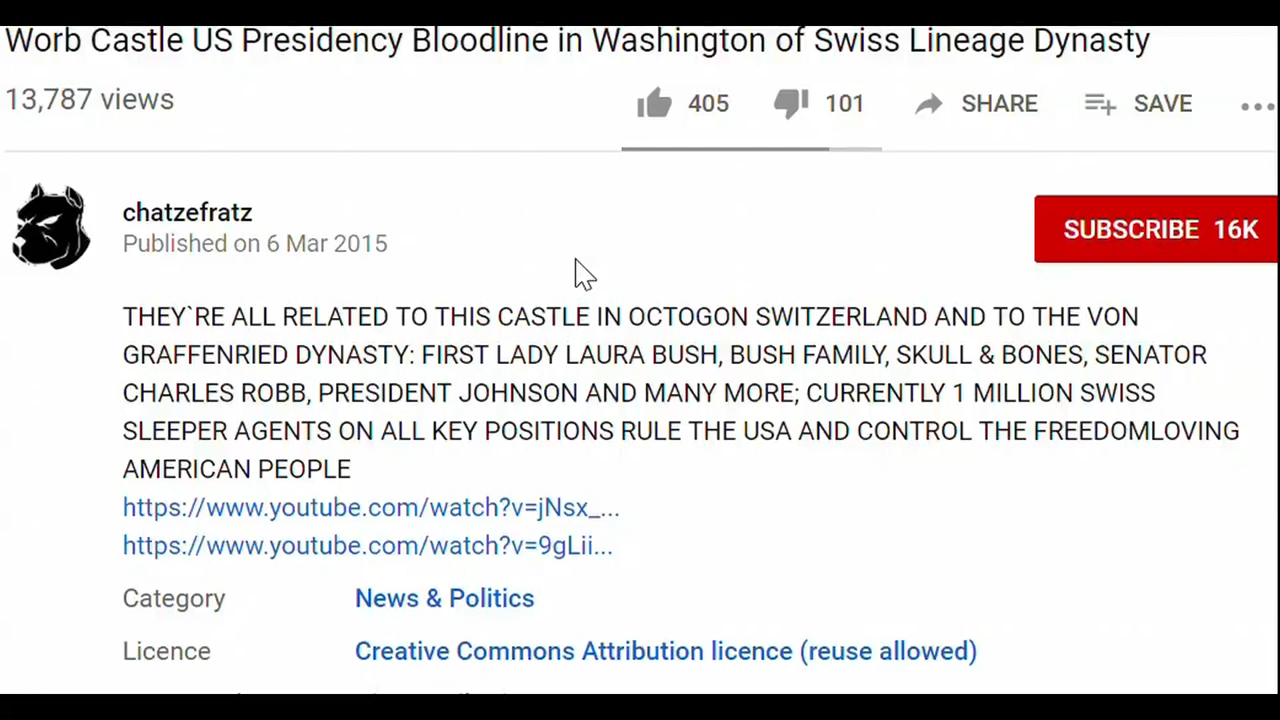 Worb Castle US Presidency Bloodline in Washington of Swiss Lineage Dynasty
13,787 views
405 101 SHARE SAVE
chatzefratz
Published on 6 Mar 2015
SUBSCRIBE 16K
THEY`RE ALL RELATED TO THIS CASTLE IN OCTOGON SWITZERLAND AND TO THE VON
GRAFFENRIED DYNASTY: FIRST LADY LAURA BUSH, BUSH FAMILY, SKULL & BONES, SENATOR
CHARLES ROBB, PRESIDENT JOHNSON AND MANY MORE; CURRENTLY 1 MILLION SWISS
SLEEPER AGENTS ON ALL KEY POSITIONS RULE THE USA AND CONTROL THE FREEDOMLOVING
AMERICAN PEOPLE
https://www.youtube.com/watch?v=jNsx_...
https://www.youtube.com/watch?v=9gLii...
Category News & Politics
Licence Creative Commons Attribution licence (reuse allowed)